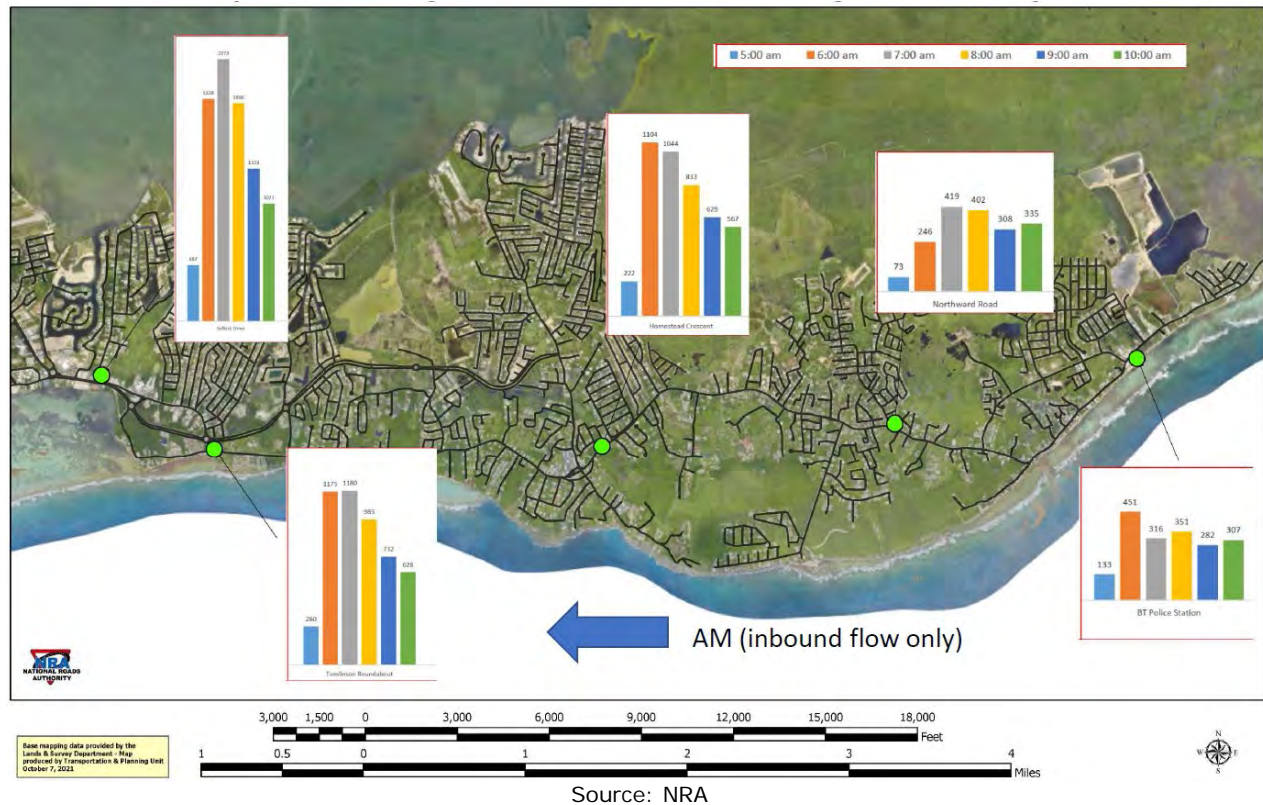 5:00 am 6:00 am 7:00 am 8:00 am 9:00 am 10:00 am
1104
1044
833
629
567
222
Homestead Crescent
419
402
335
308
246
73
Northward Road
1175 1180
985
732
628
260
Tomlinson Roundabout
451
351
316
307
282
133
BT Police Station
AM (inbound flow only)
NRA
NATIONAL ROADS
AUTHORITY
3,000 1,500 0 3,000 6,000 9,000 12,000 15,000 18,000
Feet
1 0.5 0 1 2 3 4
Miles
Base mapping data provided by the
Lands & Survey Department - Map
produced by Transportation & Planning Unit
October 7, 2021
N
W E
S
Source: NRA